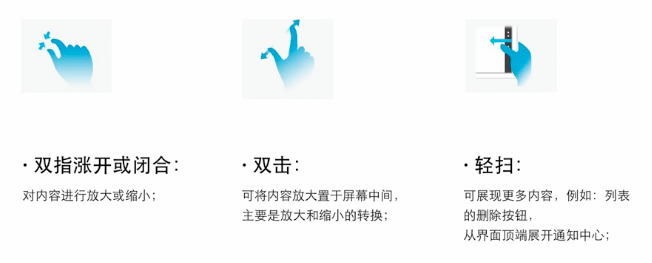 · 双指涨开或闭合：
对内容进行放大或缩小；
· 双击：
可将内容放大置于屏幕中间，
主要是放大和缩小的转换；
· 轻扫：
可展现更多内容，例如：列表
的删除按钮，
从界面顶端展开通知中心；